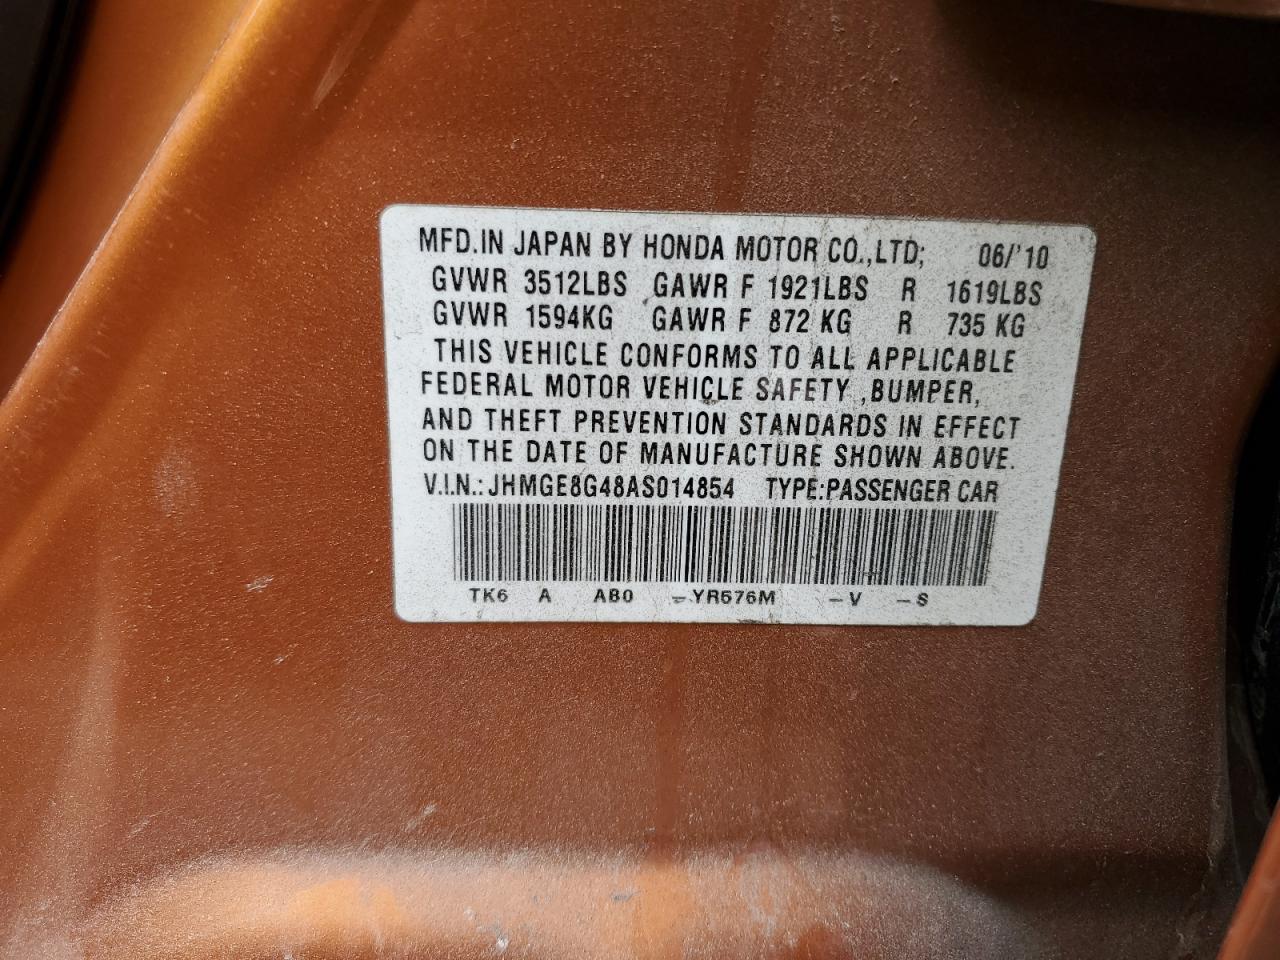 MFD.IN JAPAN BY HONDA MOTOR CO.,LTD; 06/'10
GVWR 3512LBS GAWR F 1921LBS R 1619LBS
GVWR 1594KG GAWR F 872 KG R 735 KG
THIS VEHICLE CONFORMS TO ALL APPLICABLE
FEDERAL MOTOR VEHICLE SAFETY ,BUMPER,
AND THEFT PREVENTION STANDARDS IN EFFECT
ON THE DATE OF MANUFACTURE SHOWN ABOVE.
V.I.N.: JHMGE8G48AS014854 TYPE:PASSENGER CAR
TK6 A AB0 -YR576M -V -S